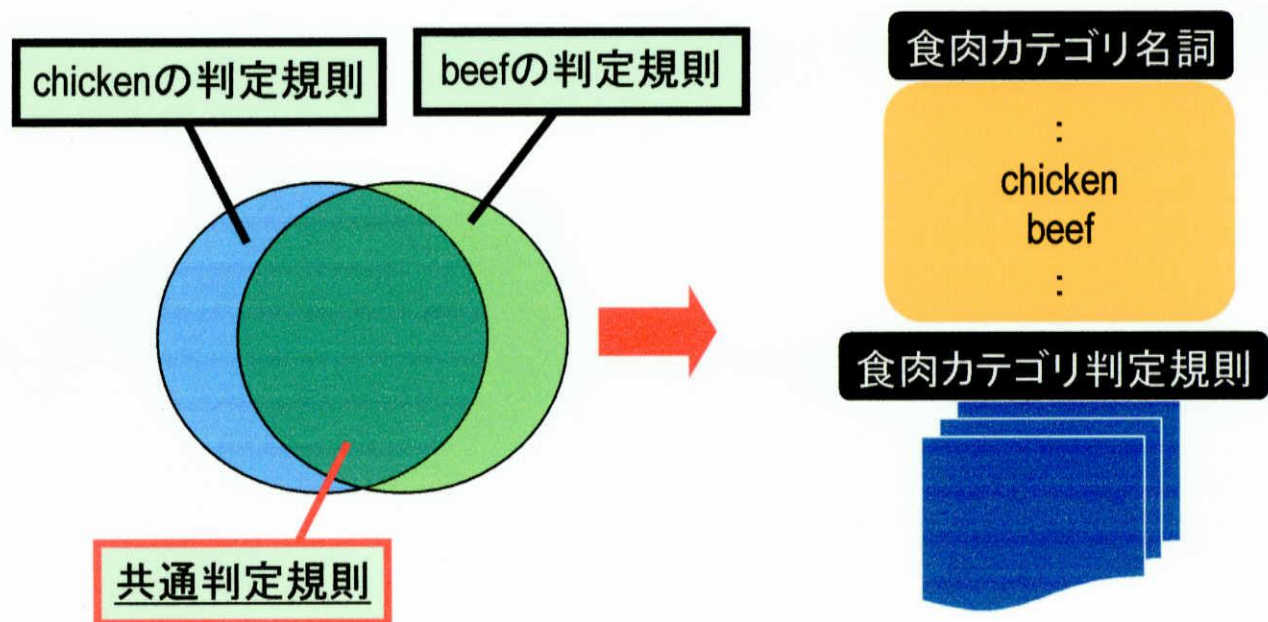 chickenの判定規則
beefの判定規則
共通判定規則
食肉カテゴリ名詞
:
chicken
beef
:
食肉カテゴリ判定規則